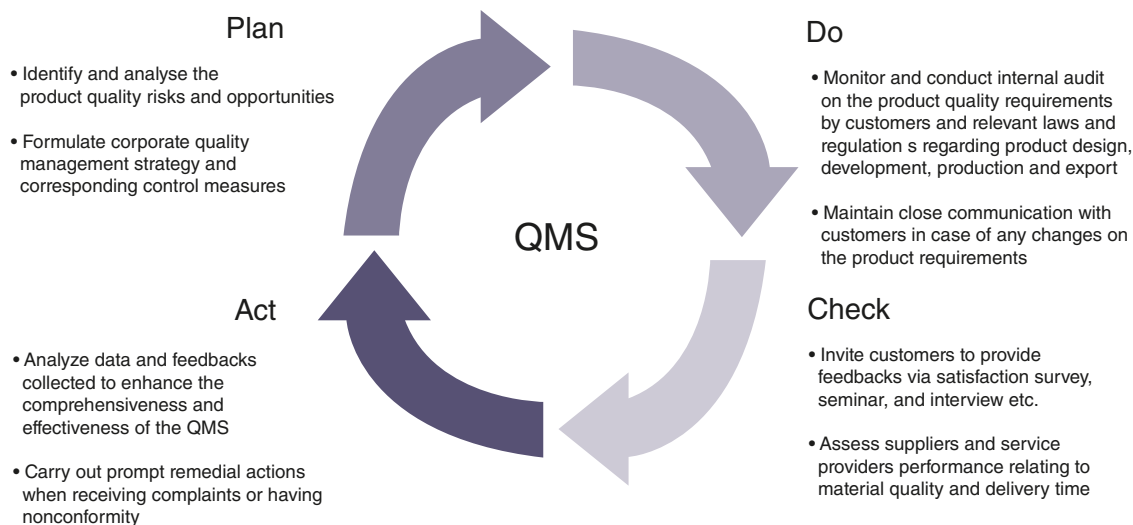 Plan
• Identify and analyse the
product quality risks and opportunities
• Formulate corporate quality
management strategy and
corresponding control measures
Do
• Monitor and conduct internal audit
on the product quality requirements
by customers and relevant laws and
regulation s regarding product design,
development, production and export
• Maintain close communication with
customers in case of any changes on
the product requirements
QMS
Act
• Analyze data and feedbacks
collected to enhance the
comprehensiveness and
effectiveness of the QMS
• Carry out prompt remedial actions
when receiving complaints or having
nonconformity
Check
• Invite customers to provide
feedbacks via satisfaction survey,
seminar, and interview etc.
• Assess suppliers and service
providers performance relating to
material quality and delivery time